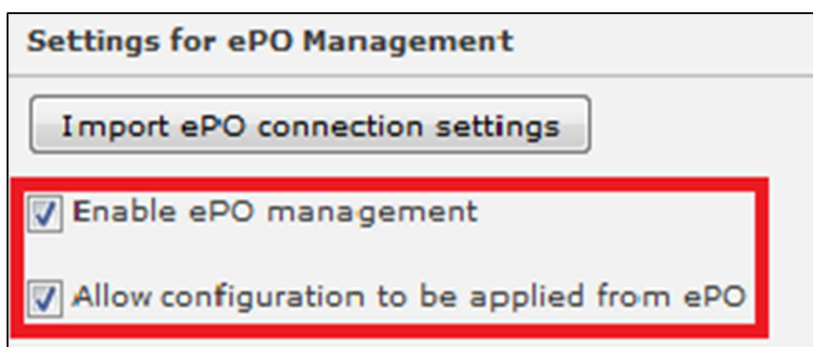 Settings for ePO Management
Import ePO connection settings
Enable ePO management
Allow configuration to be applied from ePO